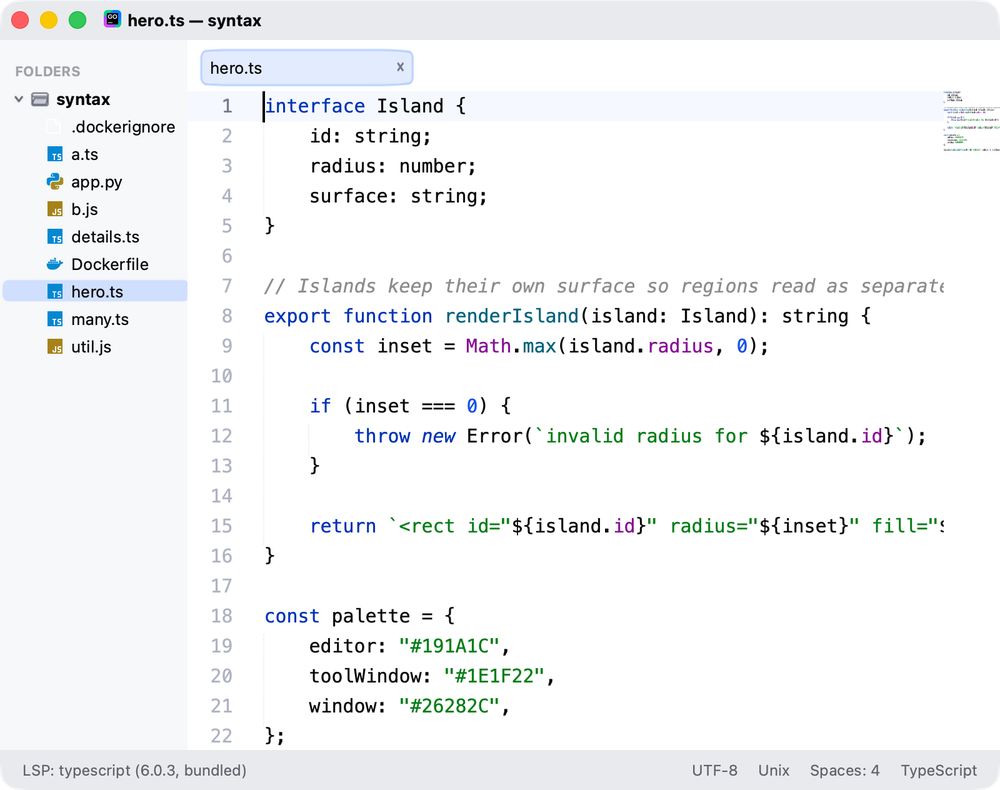 hero.ts — syntax
FOLDERS
syntax
.dockerignore
a.ts
app.py
b.js
details.ts
Dockerfile
hero.ts
many.ts
util.js
hero.ts x
1 interface Island {
2     id: string;
3     radius: number;
4     surface: string;
5 }
6
7 // Islands keep their own surface so regions read as separate
8 export function renderIsland(island: Island): string {
9     const inset = Math.max(island.radius, 0);
10
11     if (inset === 0) {
12         throw new Error(`invalid radius for ${island.id}`);
13     }
14
15     return `<rect id="${island.id}" radius="${inset}" fill="$
16 }
17
18 const palette = {
19     editor: "#191A1C",
20     toolWindow: "#1E1F22",
21     window: "#26282C",
22 };
LSP: typescript (6.0.3, bundled)
UTF-8 Unix Spaces: 4 TypeScript